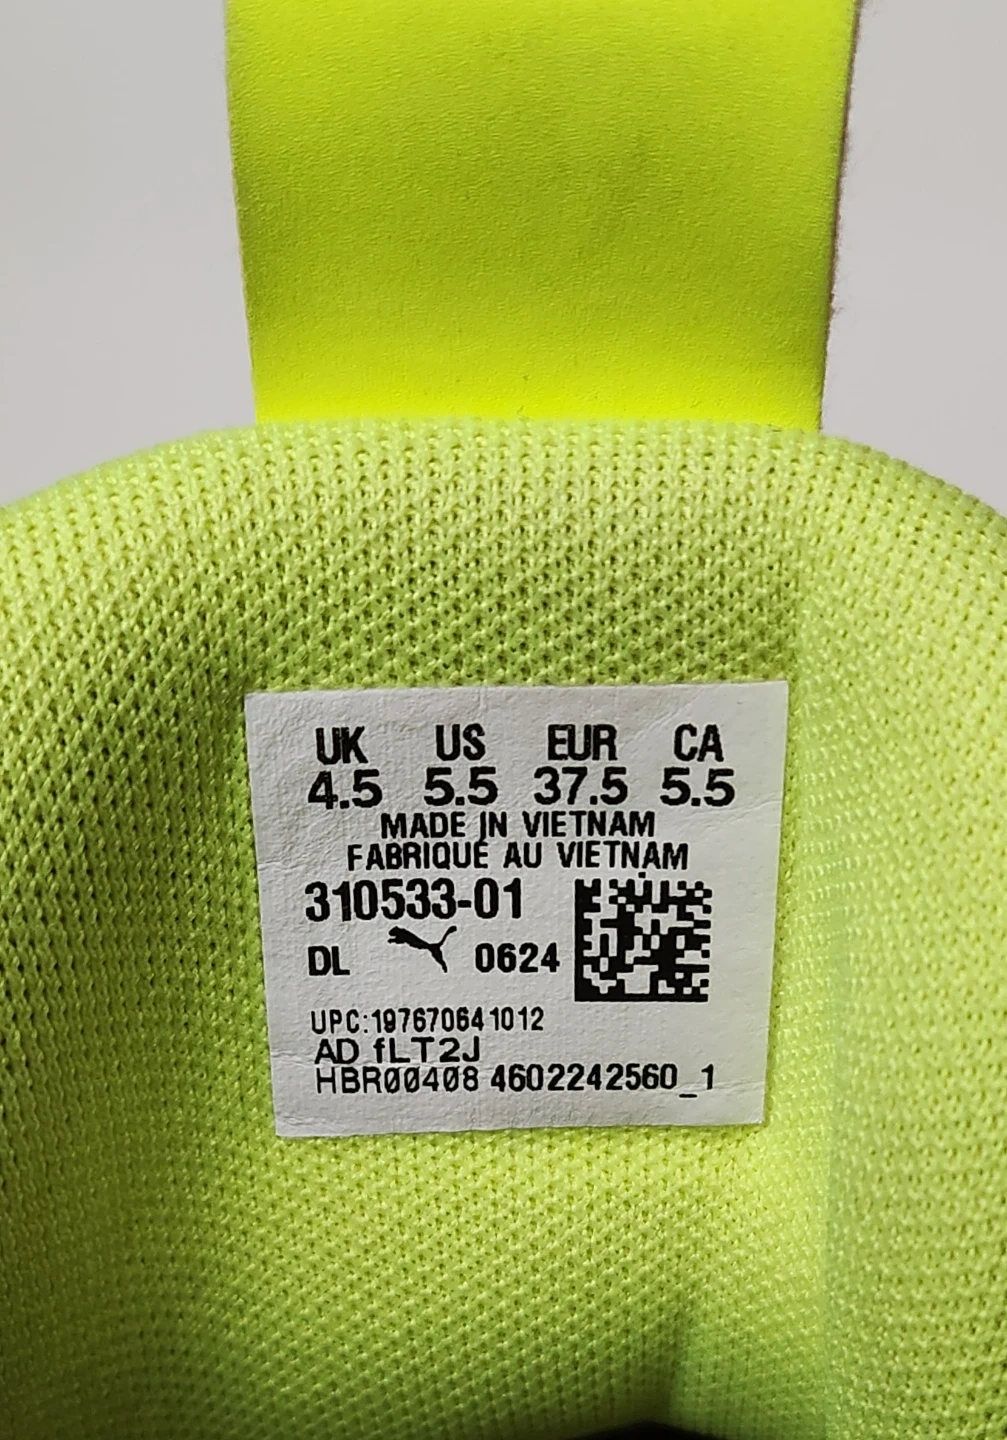 UK US EUR CA
4.5 5.5 37.5 5.5
MADE IN VIETNAM
FABRIQUÉ AU VIETNAM
310533-01
DL 0624
UPC:197670641012
AD fLT2J
HBR00408 4602242560_1